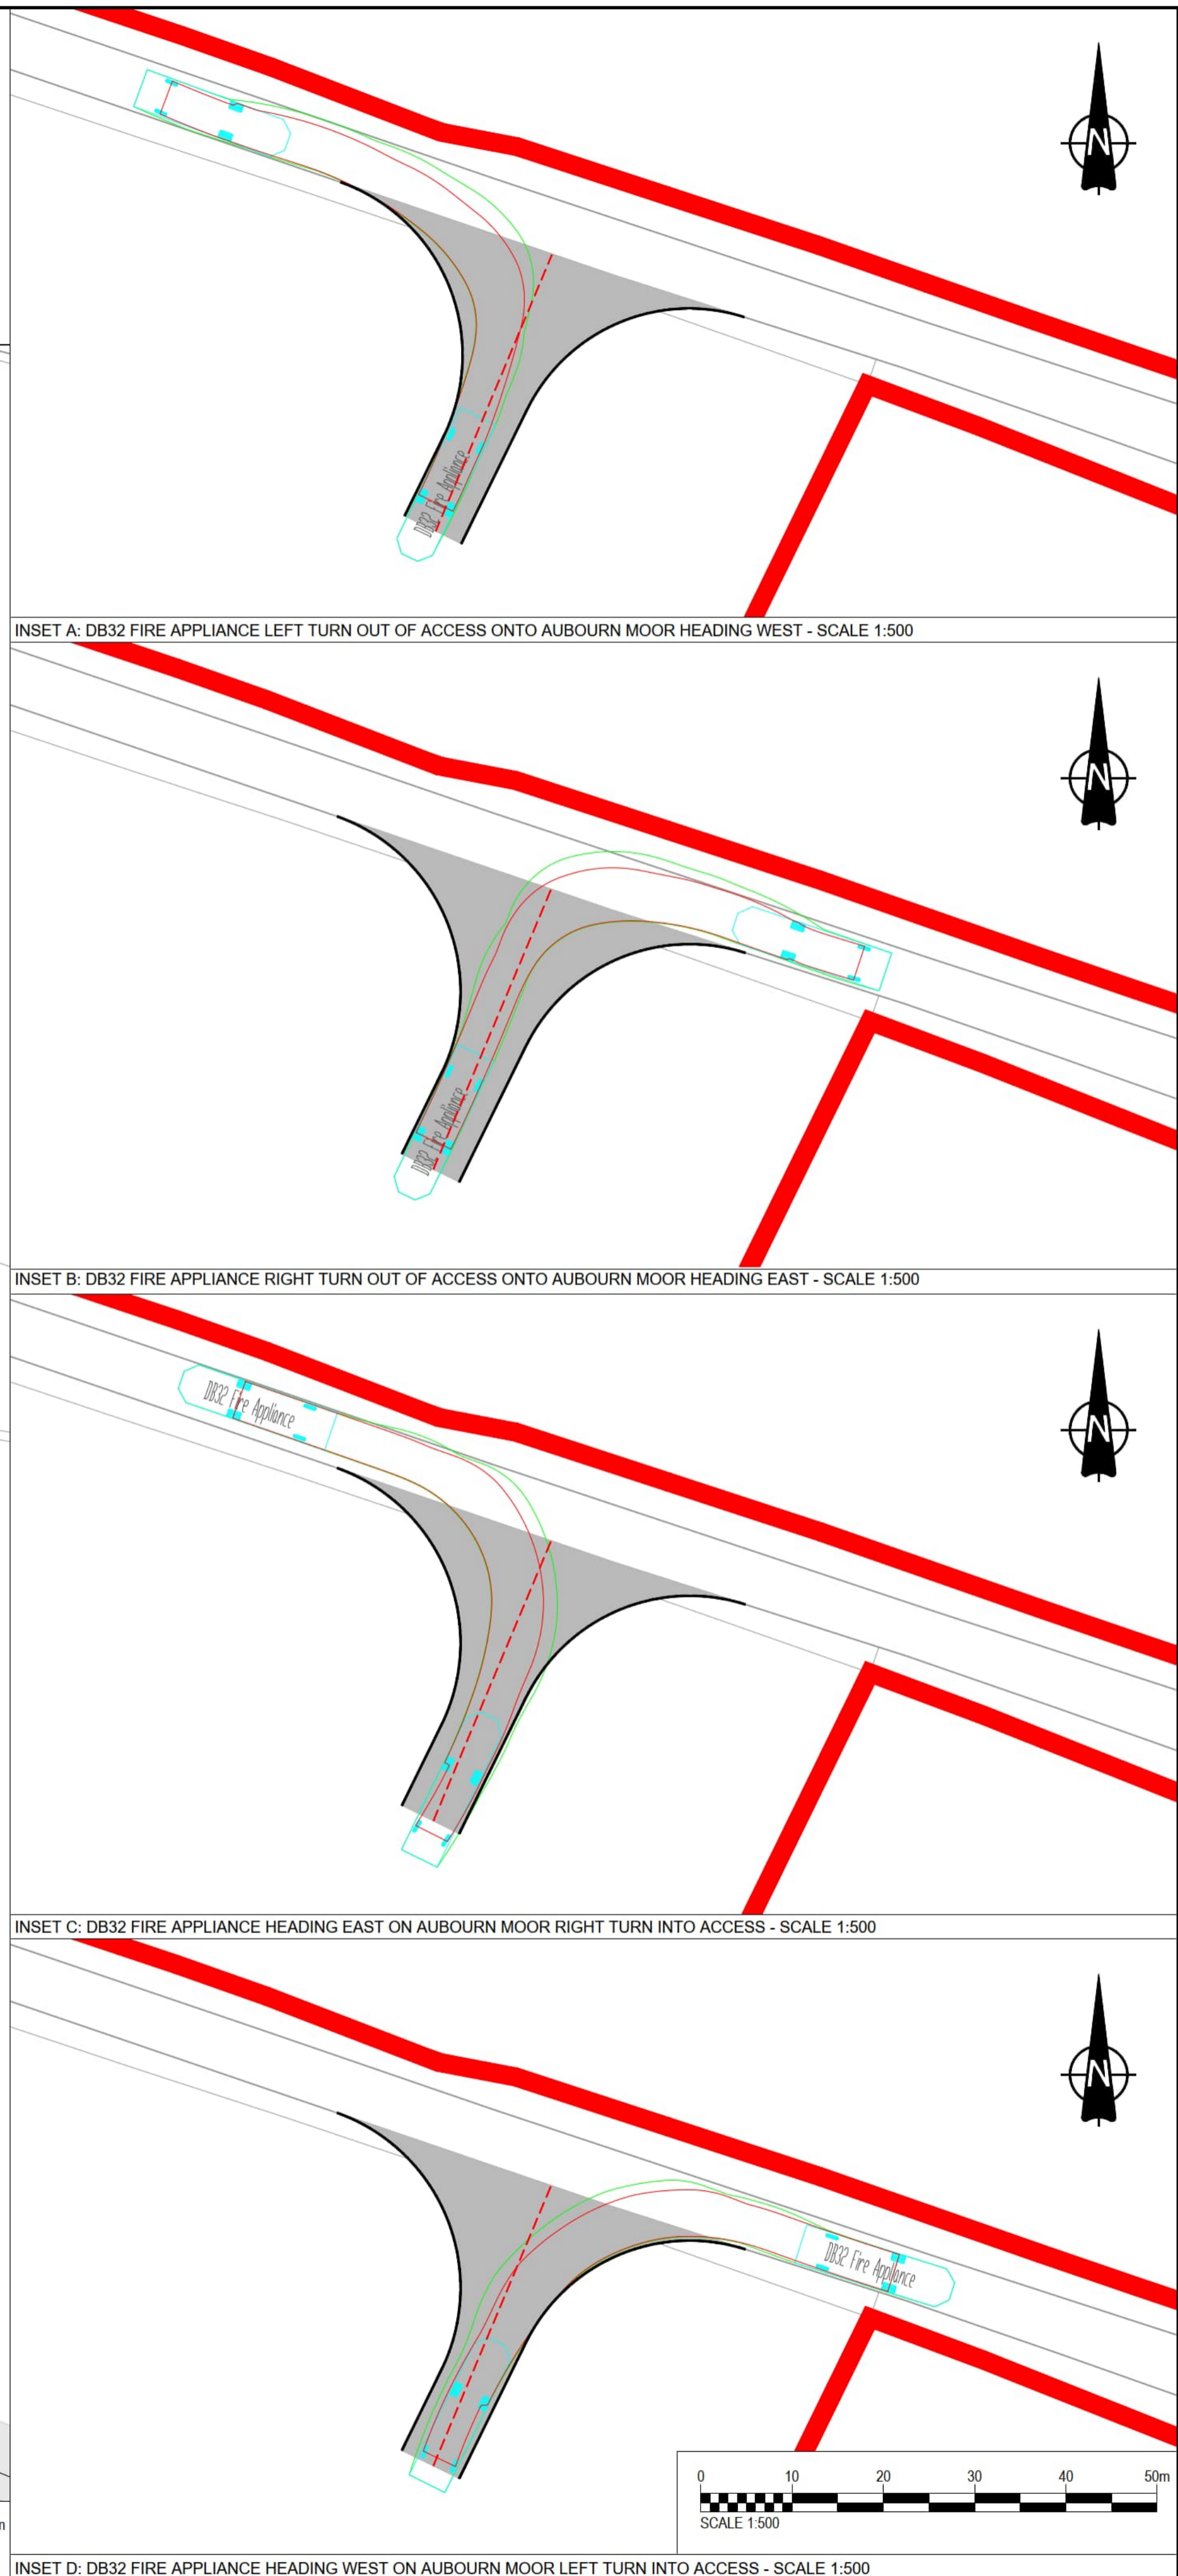 N
DB32 Fire Appliance
INSET A: DB32 FIRE APPLIANCE LEFT TURN OUT OF ACCESS ONTO AUBOURN MOOR HEADING WEST - SCALE 1:500
N
DB32 Fire Appliance
INSET B: DB32 FIRE APPLIANCE RIGHT TURN OUT OF ACCESS ONTO AUBOURN MOOR HEADING EAST - SCALE 1:500
DB32 Fire Appliance
N
INSET C: DB32 FIRE APPLIANCE HEADING EAST ON AUBOURN MOOR RIGHT TURN INTO ACCESS - SCALE 1:500
N
DB32 Fire Appliance
0 10 20 30 40 50m
SCALE 1:500
INSET D: DB32 FIRE APPLIANCE HEADING WEST ON AUBOURN MOOR LEFT TURN INTO ACCESS - SCALE 1:500